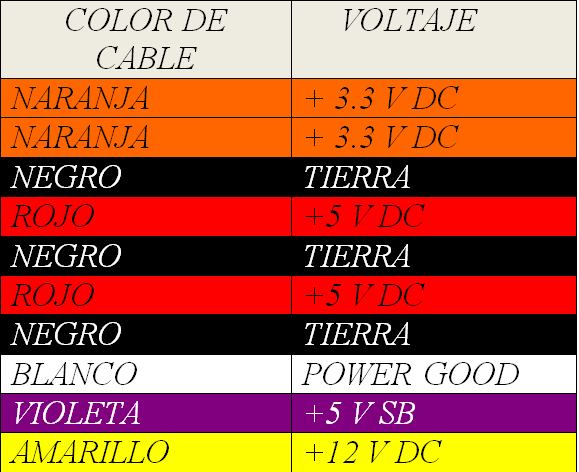 COLOR DE VOLTAJE
CABLE
NARANJA + 3.3 V DC
NARANJA + 3.3 V DC
NEGRO TIERRA
ROJO +5 V DC
NEGRO TIERRA
ROJO +5 V DC
NEGRO TIERRA
BLANCO POWER GOOD
VIOLETA +5 V SB
AMARILLO +12 V DC